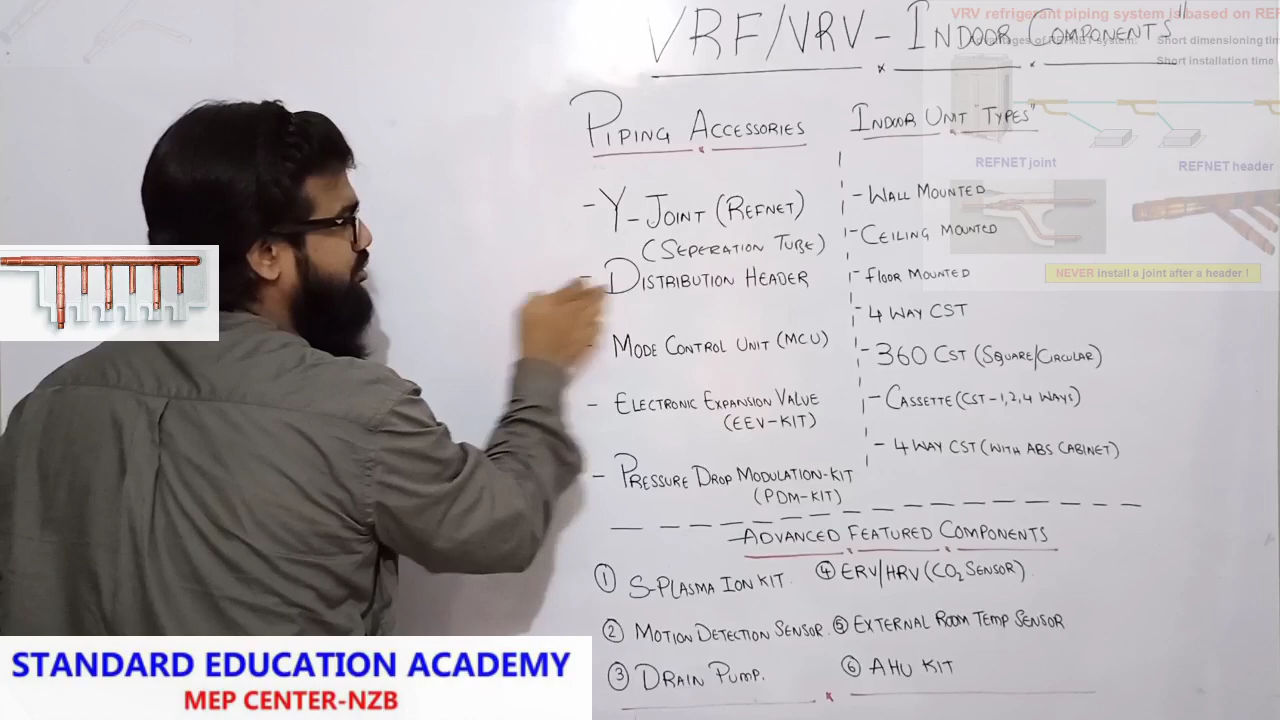 VRF/VRV - INDOOR COMPONENTS"
VRV refrigerant piping system is based on REF
Advantages of REFNET system:
Short dimensioning tim
Short installation time
PIPING ACCESSORIES
- Y - JOINT (REFNET)
(SEPERATION TUBE)
- DISTRIBUTION HEADER
- MODE CONTROL UNIT (MCU)
- ELECTRONIC EXPANSION VALUE
(EEV-KIT)
- PRESSURE DROP MODULATION-KIT
(PDM-KIT)
INDOOR UNIT "TYPES"
REFNET joint
REFNET header
- WALL MOUNTED
- CEILING MOUNTED
- FLOOR MOUNTED
NEVER install a joint after a header !
- 4 WAY CST
- 360 CST (SQUARE/CIRCULAR)
- CASSETTE (CST-1,2,4 WAYS)
- 4 WAY CST (WITH ABS CABINET)
ADVANCED FEATURED COMPONENTS
① S-PLASMA ION KIT.
② MOTION DETECTION SENSOR.
③ DRAIN PUMP.
④ ERV/HRV (CO2 SENSOR)
⑤ EXTERNAL ROOM TEMP SENSOR
⑥ AHU KIT
STANDARD EDUCATION ACADEMY
MEP CENTER-NZB